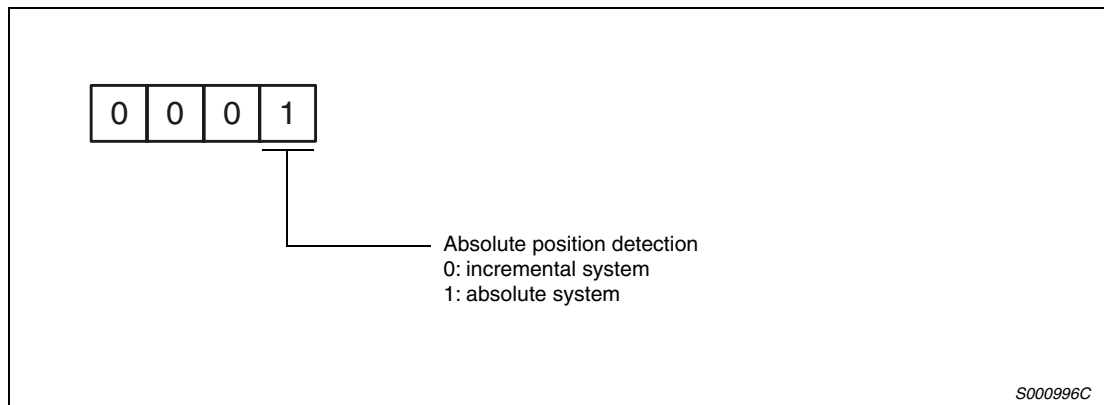 0 0 0 1
Absolute position detection
0: incremental system
1: absolute system
S000996C